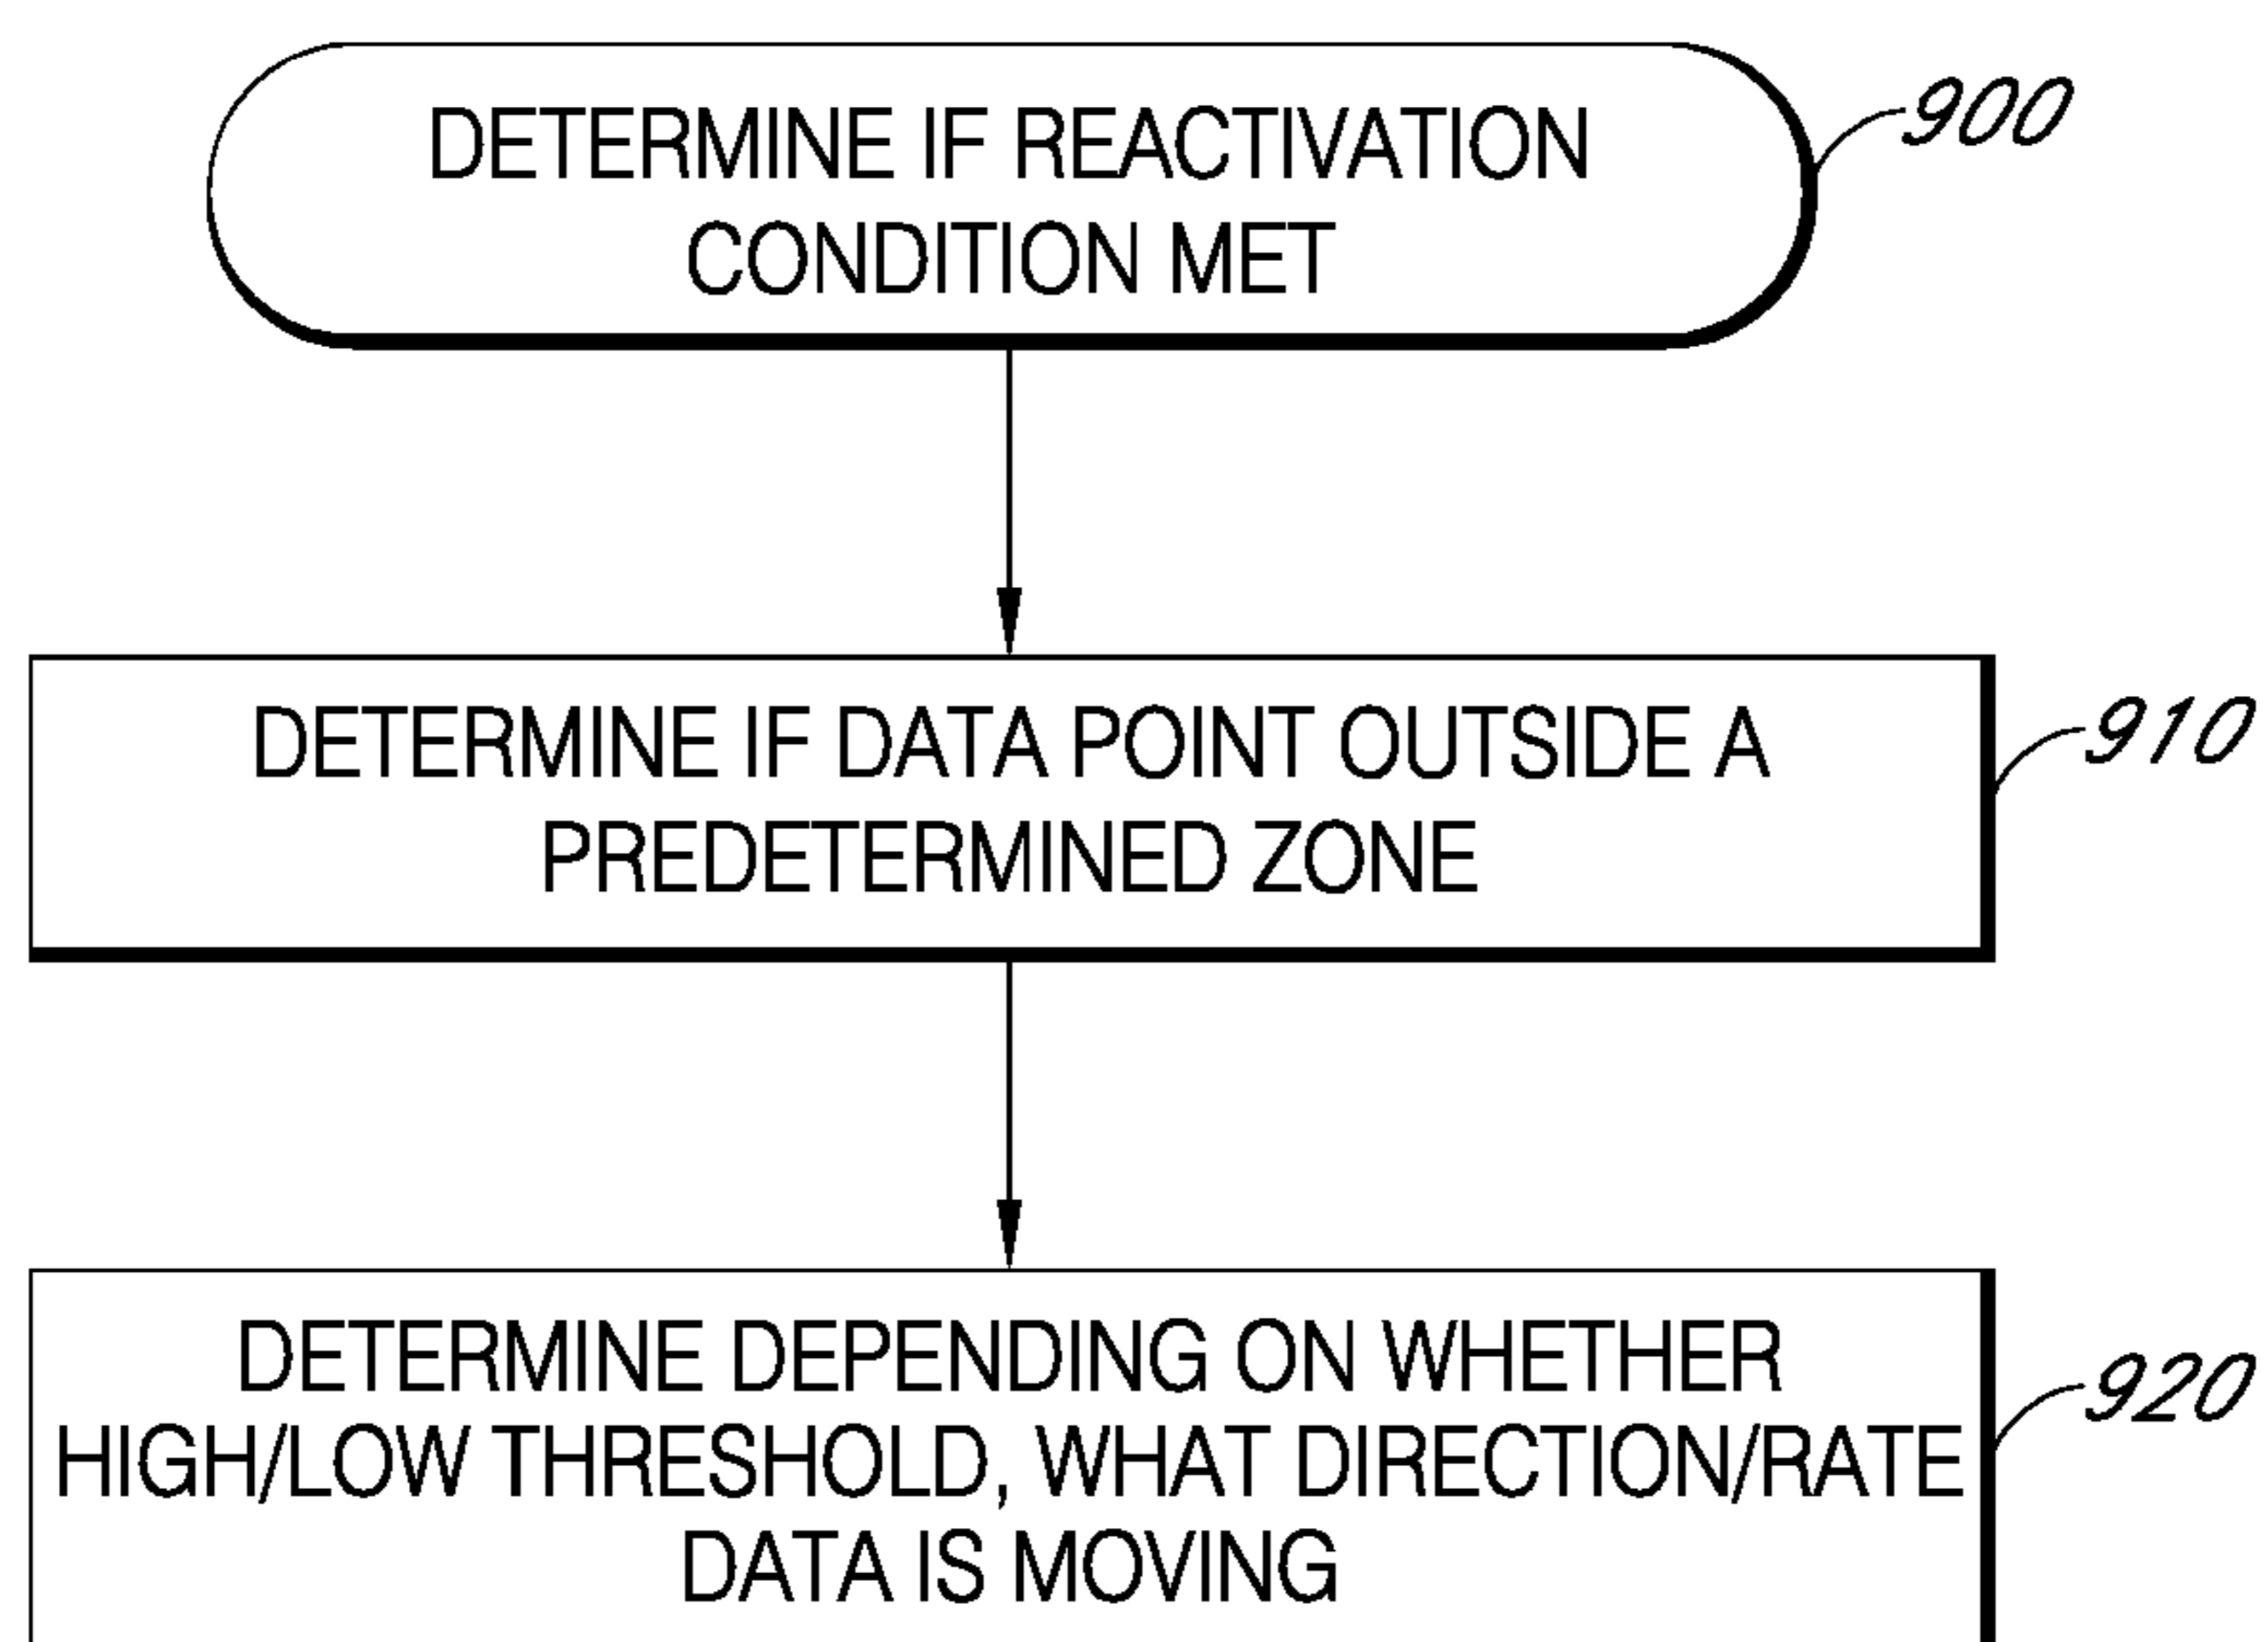 DETERMINE IF REACTIVATION
CONDITION MET
900
DETERMINE IF DATA POINT OUTSIDE A
PREDETERMINED ZONE
910
DETERMINE DEPENDING ON WHETHER
HIGH/LOW THRESHOLD, WHAT DIRECTION/RATE
DATA IS MOVING
920